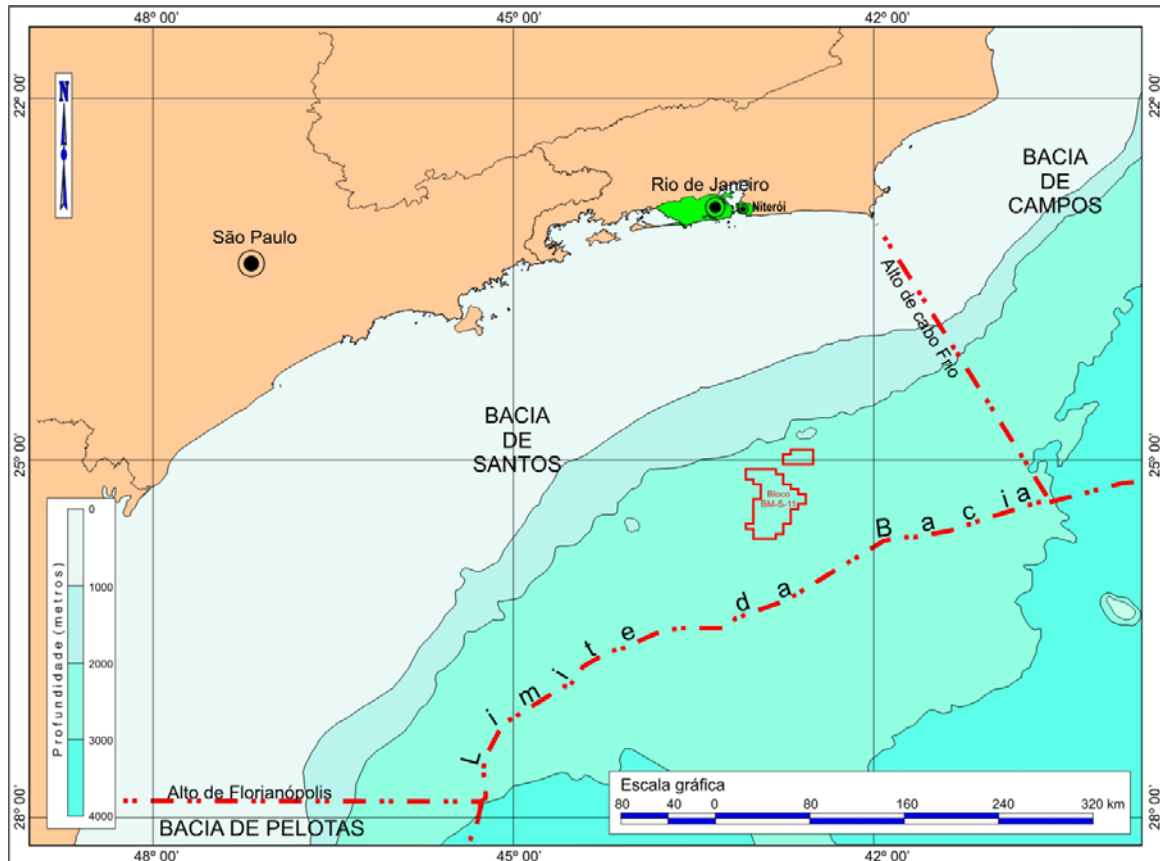 48º 00'
45º 00'
42º 00'
22º 00'
22º 00'
N
BACIA
DE
CAMPOS
Rio de Janeiro
Niterói
São Paulo
Alto de cabo Frio
BACIA
DE
SANTOS
25º 00'
25º 00'
Bloco
BM-S-11
Limite da Bacia
Profundidade (metros)
0
1000
2000
3000
4000
Alto de Florianópolis
BACIA DE PELOTAS
Escala gráfica
80 40 0 80 160 240 320 km
28º 00'
28º 00'
48º 00'
45º 00'
42º 00'